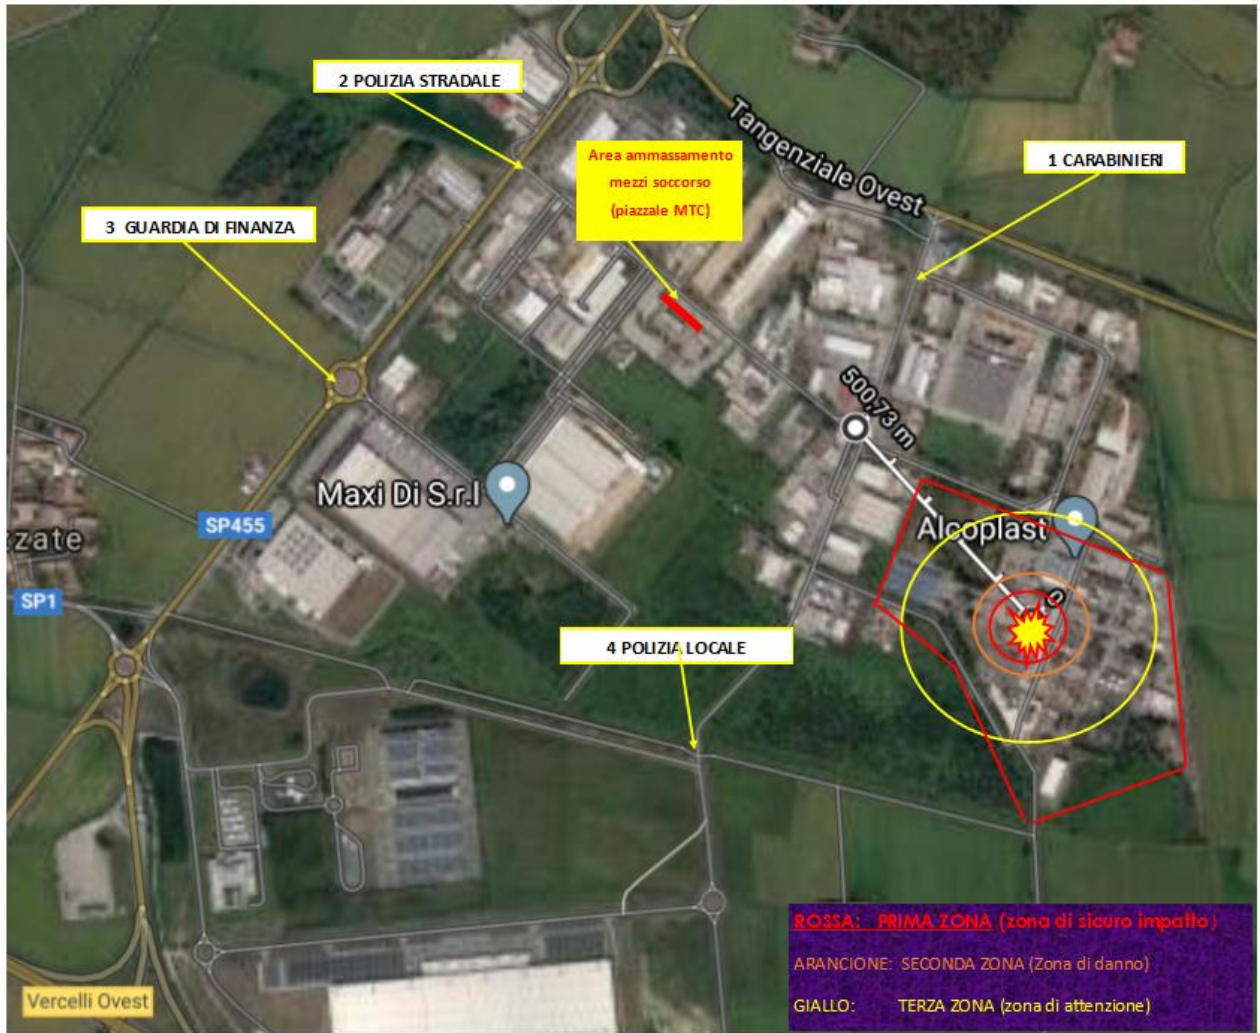 2 POLIZIA STRADALE
Area ammassamento
mezzi soccorso
(piazzale MTC)
Tangenziale Ovest
1 CARABINIERI
3 GUARDIA DI FINANZA
500,73 m
Maxi Di S.r.l
SP455
zzate
SP1
Alcoplast
0
4 POLIZIA LOCALE
ROSSA: PRIMA ZONA (zona di sicuro impatto)
ARANCIONE: SECONDA ZONA (Zona di danno)
GIALLO: TERZA ZONA (zona di attenzione)
Vercelli Ovest